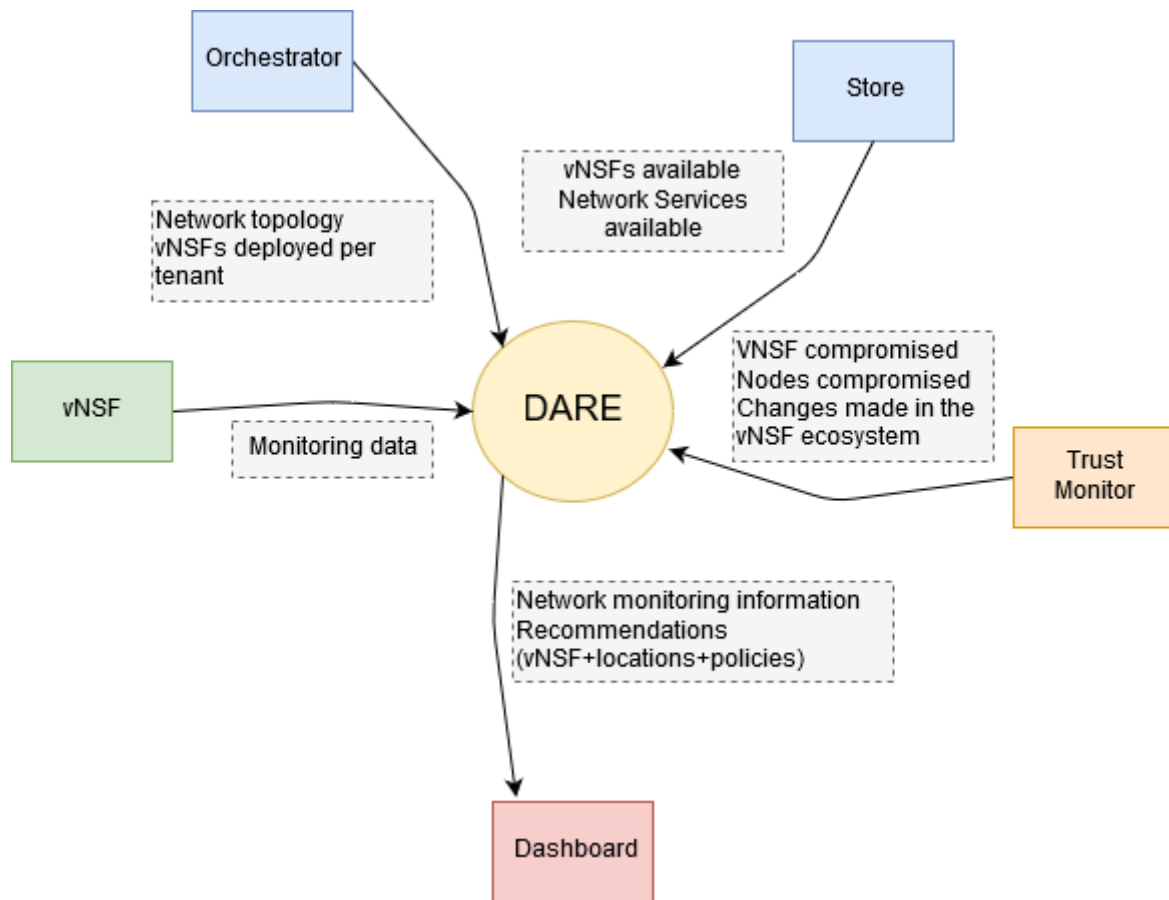 Orchestrator
Store
vNSFs available
Network Services
available
Network topology
vNSFs deployed per
tenant
VNSF compromised
Nodes compromised
Changes made in the
vNSF ecosystem
vNSF
DARE
Monitoring data
Trust
Monitor
Network monitoring information
Recommendations
(vNSF+locations+policies)
Dashboard